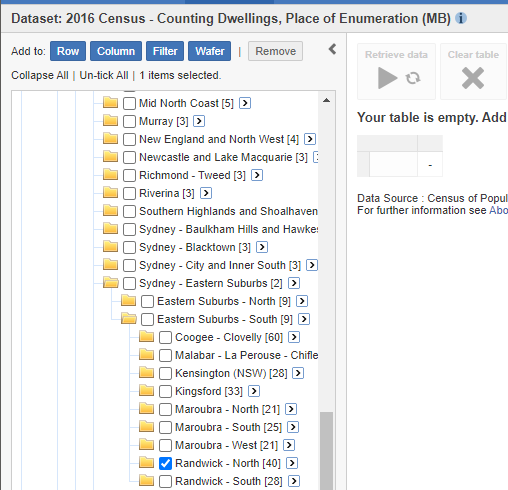 Dataset: 2016 Census - Counting Dwellings, Place of Enumeration (MB)
Add to: Row Column Filter Wafer | Remove
Collapse All | Un-tick All | 1 items selected.
Mid North Coast [5]
Murray [3]
New England and North West [4]
Newcastle and Lake Macquarie [3]
Richmond - Tweed [3]
Riverina [3]
Southern Highlands and Shoalhaven
Sydney - Baulkham Hills and Hawkes
Sydney - Blacktown [3]
Sydney - City and Inner South [3]
Sydney - Eastern Suburbs [2]
Eastern Suburbs - North [9]
Eastern Suburbs - South [9]
Coogee - Clovelly [60]
Malabar - La Perouse - Chifle
Kensington (NSW) [28]
Kingsford [33]
Maroubra - North [21]
Maroubra - South [25]
Maroubra - West [21]
Randwick - North [40]
Randwick - South [28]
Retrieve data
Clear table
Your table is empty. Add
-
Data Source : Census of Popul
For further information see Abo